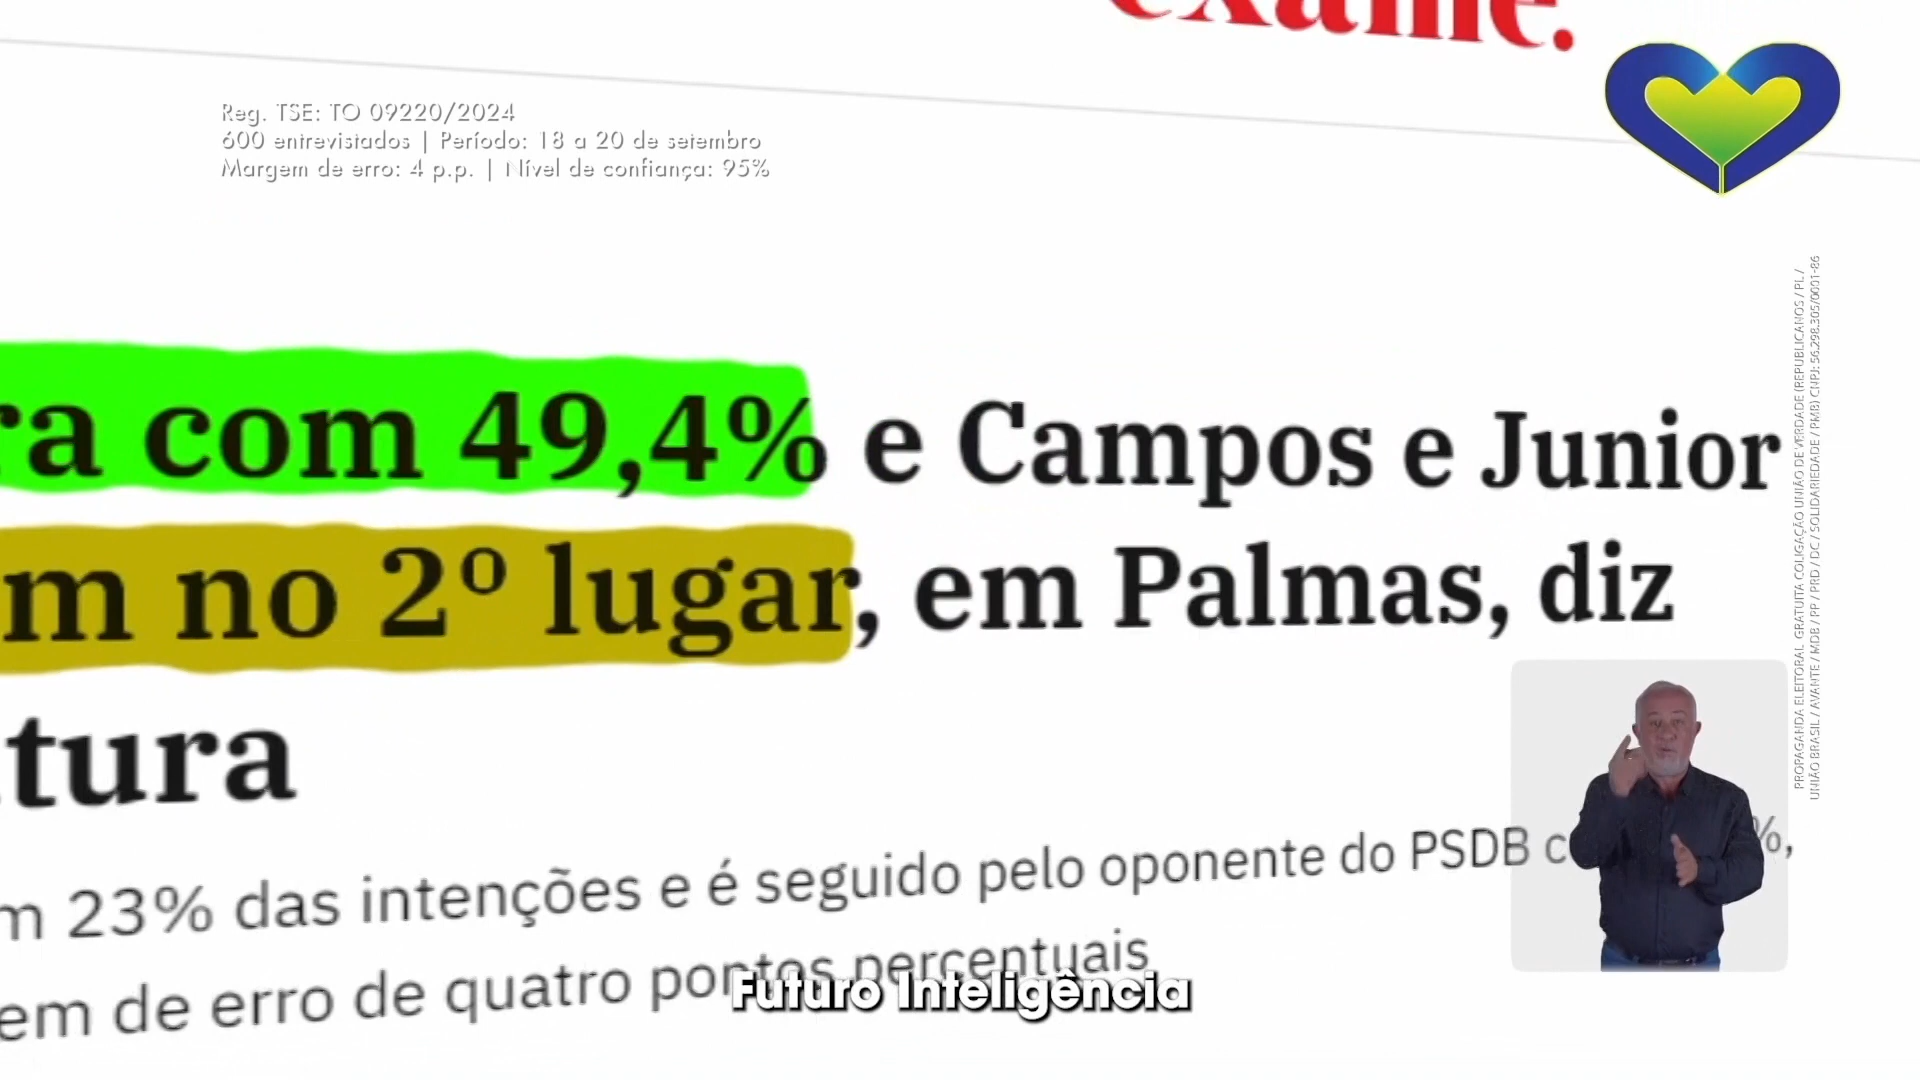 exame.
Reg. TSE: TO 09220/2024
600 entrevistados | Período: 18 a 20 de setembro
Margem de erro: 4 p.p. | Nível de confiança: 95%
ra com 49,4% e Campos e Junior
m no 2º lugar, em Palmas, diz
tura
m 23% das intenções e é seguido pelo oponente do PSDB c %,
em de erro de quatro pontos percentuais
Futuro Inteligência
PROPAGANDA ELEITORAL GRATUITA COLIGAÇÃO UNIÃO DE VERDADE (REPUBLICANOS / PL /
UNIÃO BRASIL / AVANTE / MDB / PP / PRD / DC / SOLIDARIEDADE / PMB) CNPJ: 56.298.305/0001-86